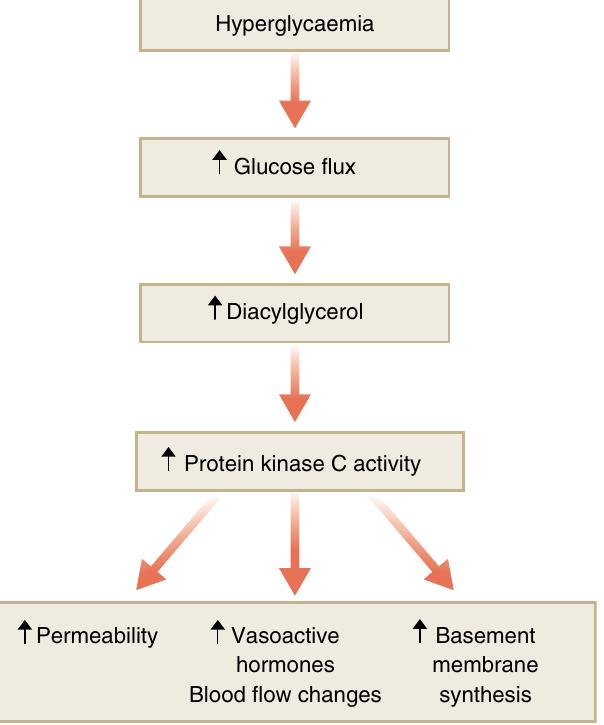 Hyperglycaemia
↑ Glucose flux
↑ Diacylglycerol
↑ Protein kinase C activity
↑ Permeability
↑ Vasoactive
hormones
Blood flow changes
↑ Basement
membrane
synthesis